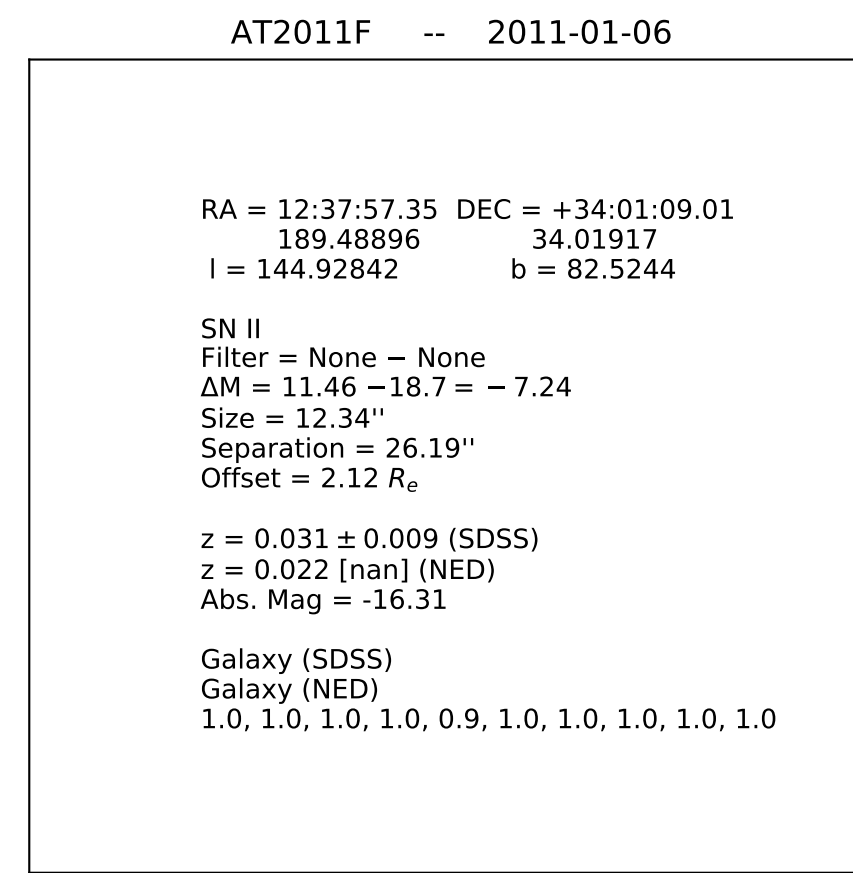 AT2011F -- 2011-01-06
RA = 12:37:57.35 DEC = +34:01:09.01
189.48896 34.01917
l = 144.92842 b = 82.5244
SN II
Filter = None − None
ΔM = 11.46 −18.7 = − 7.24
Size = 12.34''
Separation = 26.19''
Offset = 2.12 Rₑ
z = 0.031 ± 0.009 (SDSS)
z = 0.022 [nan] (NED)
Abs. Mag = -16.31
Galaxy (SDSS)
Galaxy (NED)
1.0, 1.0, 1.0, 1.0, 0.9, 1.0, 1.0, 1.0, 1.0, 1.0